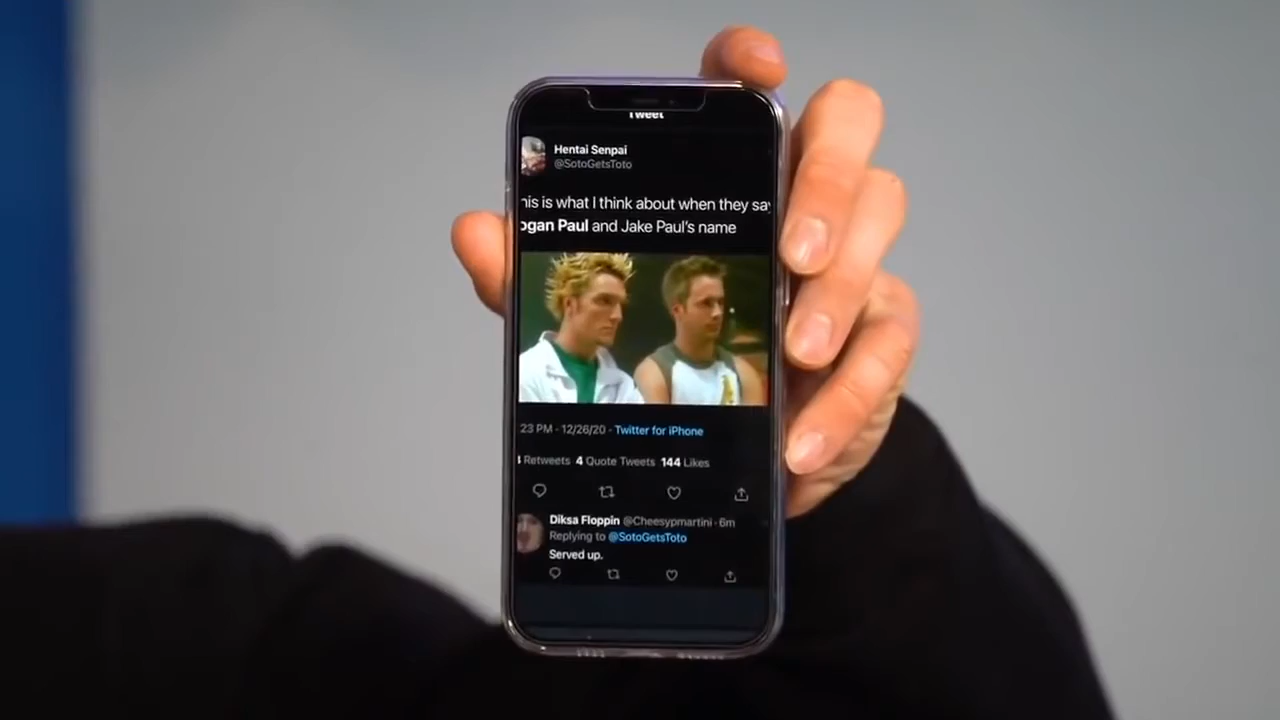 Tweet
Hentai Senpai
@SotoGetsToto
his is what I think about when they say
ogan Paul and Jake Paul's name
23 PM · 12/26/20 · Twitter for iPhone
Retweets 4 Quote Tweets 144 Likes
Diksa Floppin @Cheesypmartini · 6m
Replying to @SotoGetsToto
Served up.